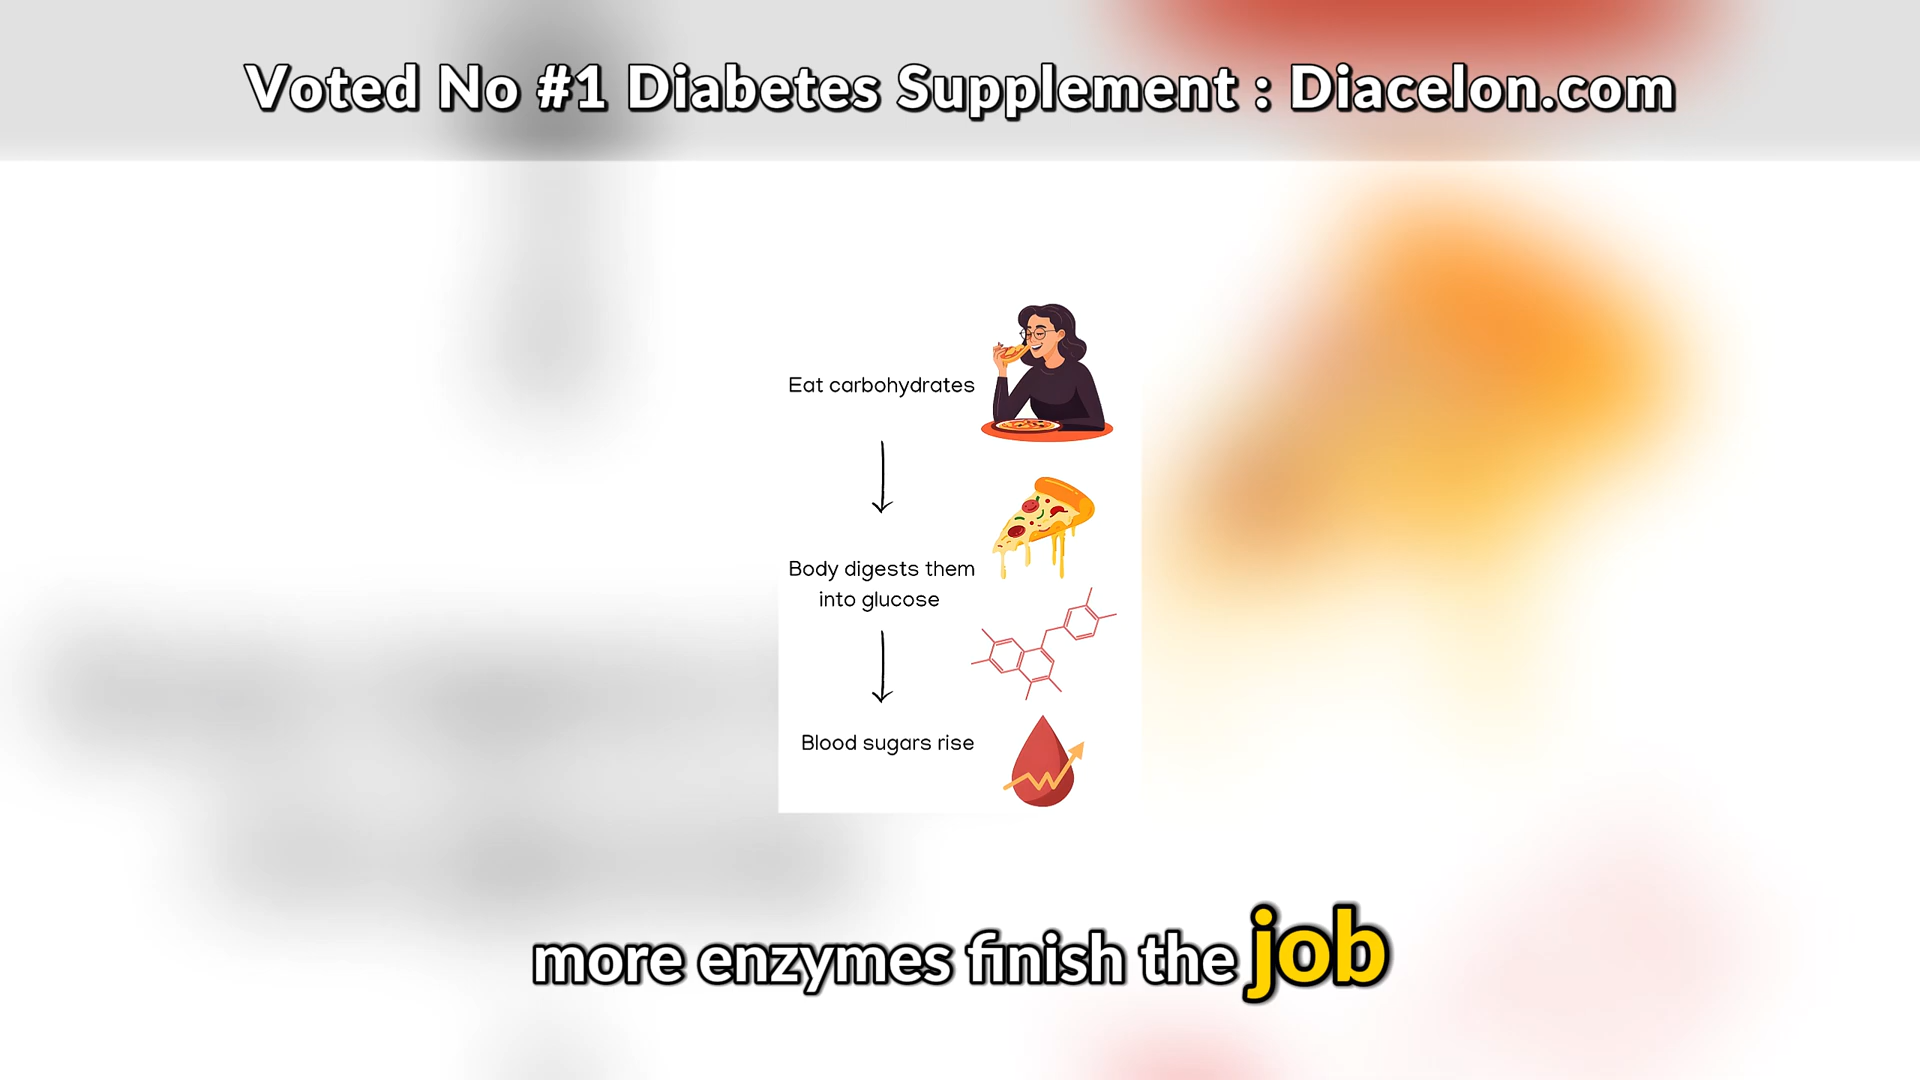 Voted No #1 Diabetes Supplement : Diacelon.com
Eat carbohydrates
Body digests them
into glucose
Blood sugars rise
more enzymes finish the job